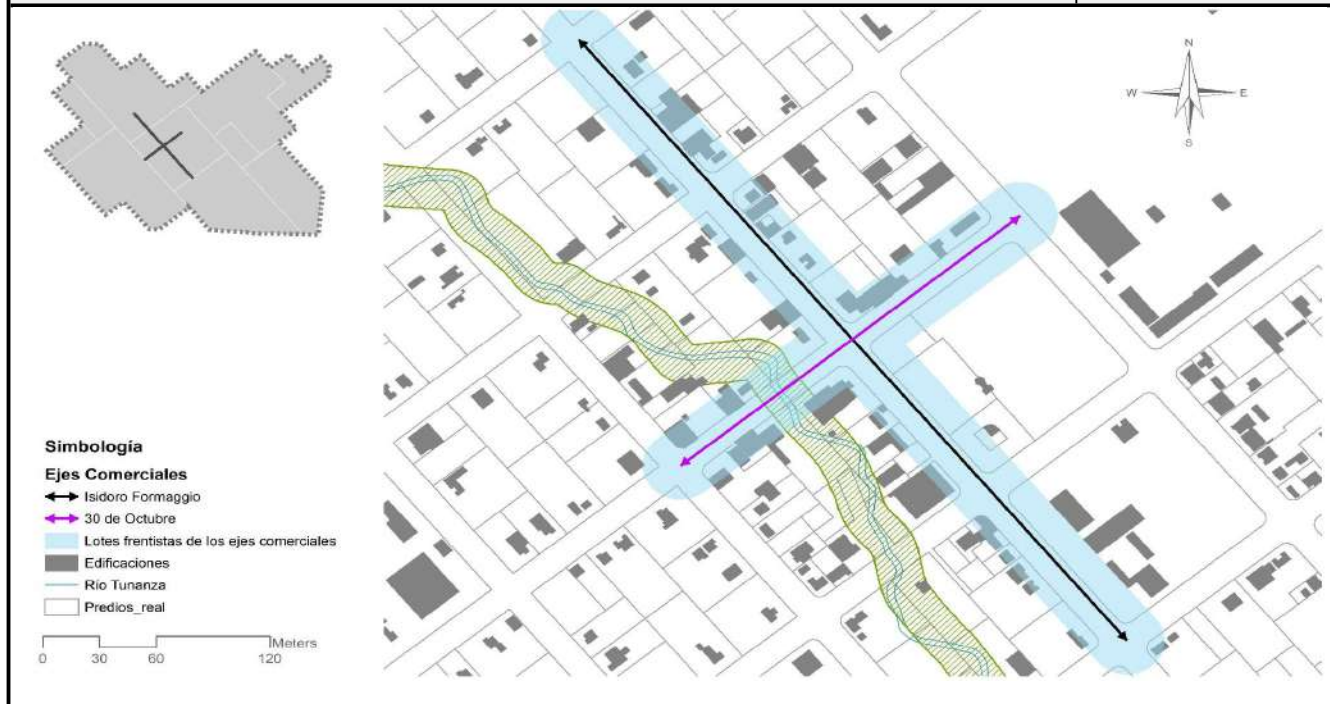 N
W E
S
Simbología
Ejes Comerciales
Isidoro Formaggio
30 de Octubre
Lotes frentistas de los ejes comerciales
Edificaciones
Río Tunanza
Predios_real
Meters
0 30 60 120